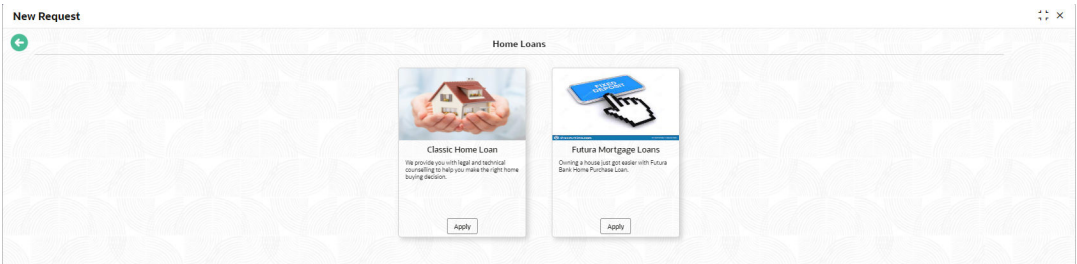 New Request
Home Loans
FIXED
DEPOSIT
Classic Home Loan
We provide you with legal and technical
counselling to help you make the right home
buying decision.
Apply
Futura Mortgage Loans
Owning a house just got easier with Futura
Bank Home Purchase Loan.
Apply